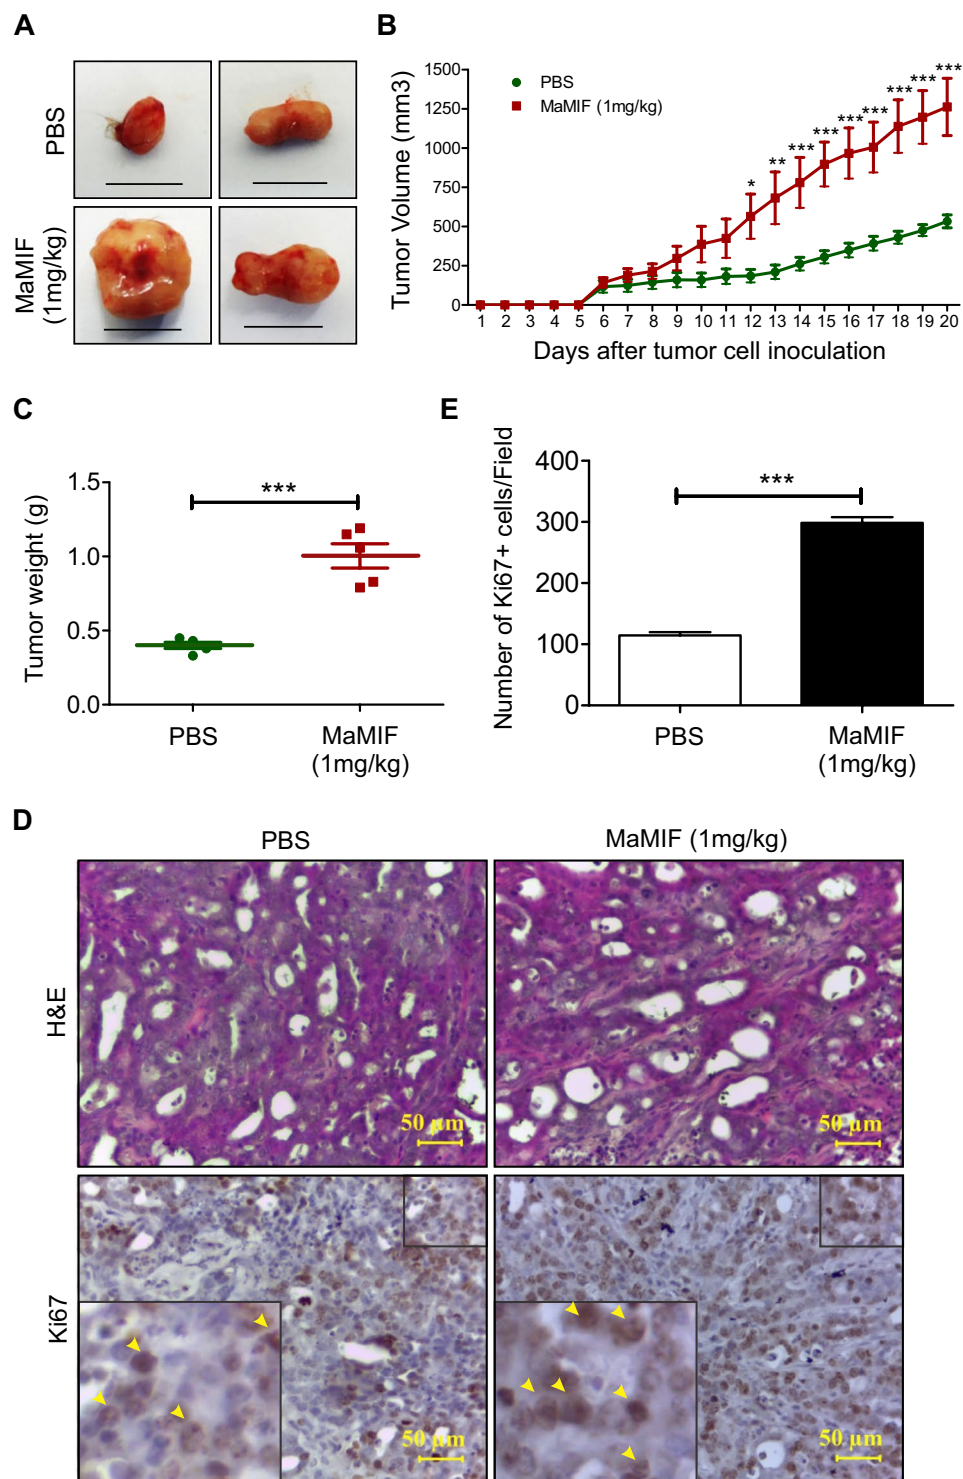 A
PBS
MaMIF
(1mg/kg)
B
Tumor Volume (mm3)
1500
1250
1000
750
500
250
0
PBS
MaMIF (1mg/kg)
* ** *** *** *** *** *** *** ***
1 2 3 4 5 6 7 8 9 10 11 12 13 14 15 16 17 18 19 20
Days after tumor cell inoculation
C
Tumor weight (g)
1.5
1.0
0.5
0.0
***
PBS
MaMIF
(1mg/kg)
E
Number of Ki67+ cells/Field
400
300
200
100
0
***
PBS
MaMIF
(1mg/kg)
D
PBS
MaMIF (1mg/kg)
H&E
50 µm
50 µm
Ki67
50 µm
50 µm